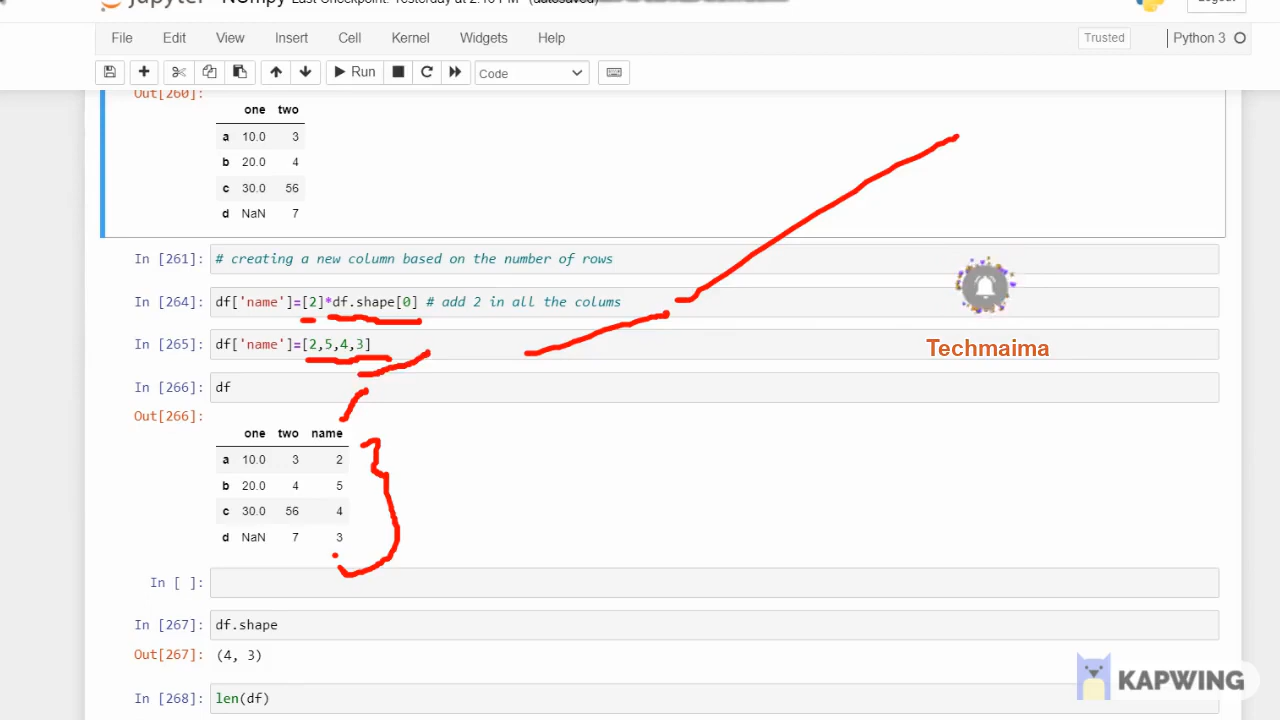 File Edit View Insert Cell Kernel Widgets Help Trusted Python 3
Run Code
Out[260]:
one two
a 10.0 3
b 20.0 4
c 30.0 56
d NaN 7
In [261]: # creating a new column based on the number of rows
In [264]: df['name']=[2]*df.shape[0] # add 2 in all the colums
In [265]: df['name']=[2,5,4,3]
Techmaima
In [266]: df
Out[266]:
one two name
a 10.0 3 2
b 20.0 4 5
c 30.0 56 4
d NaN 7 3
In [ ]:
In [267]: df.shape
Out[267]: (4, 3)
KAPWING
In [268]: len(df)